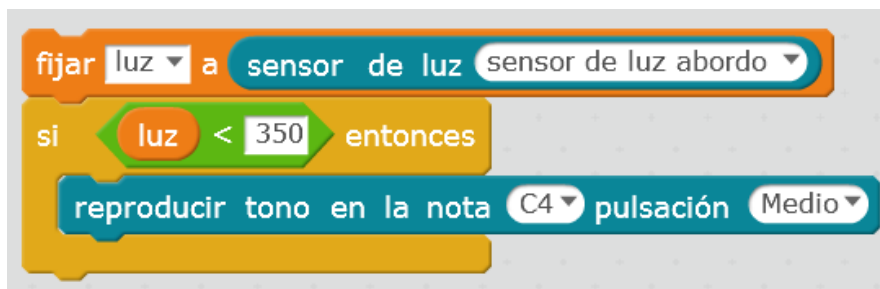 fijar luz a sensor de luz sensor de luz abordo
si luz < 350 entonces
reproducir tono en la nota C4 pulsación Medio